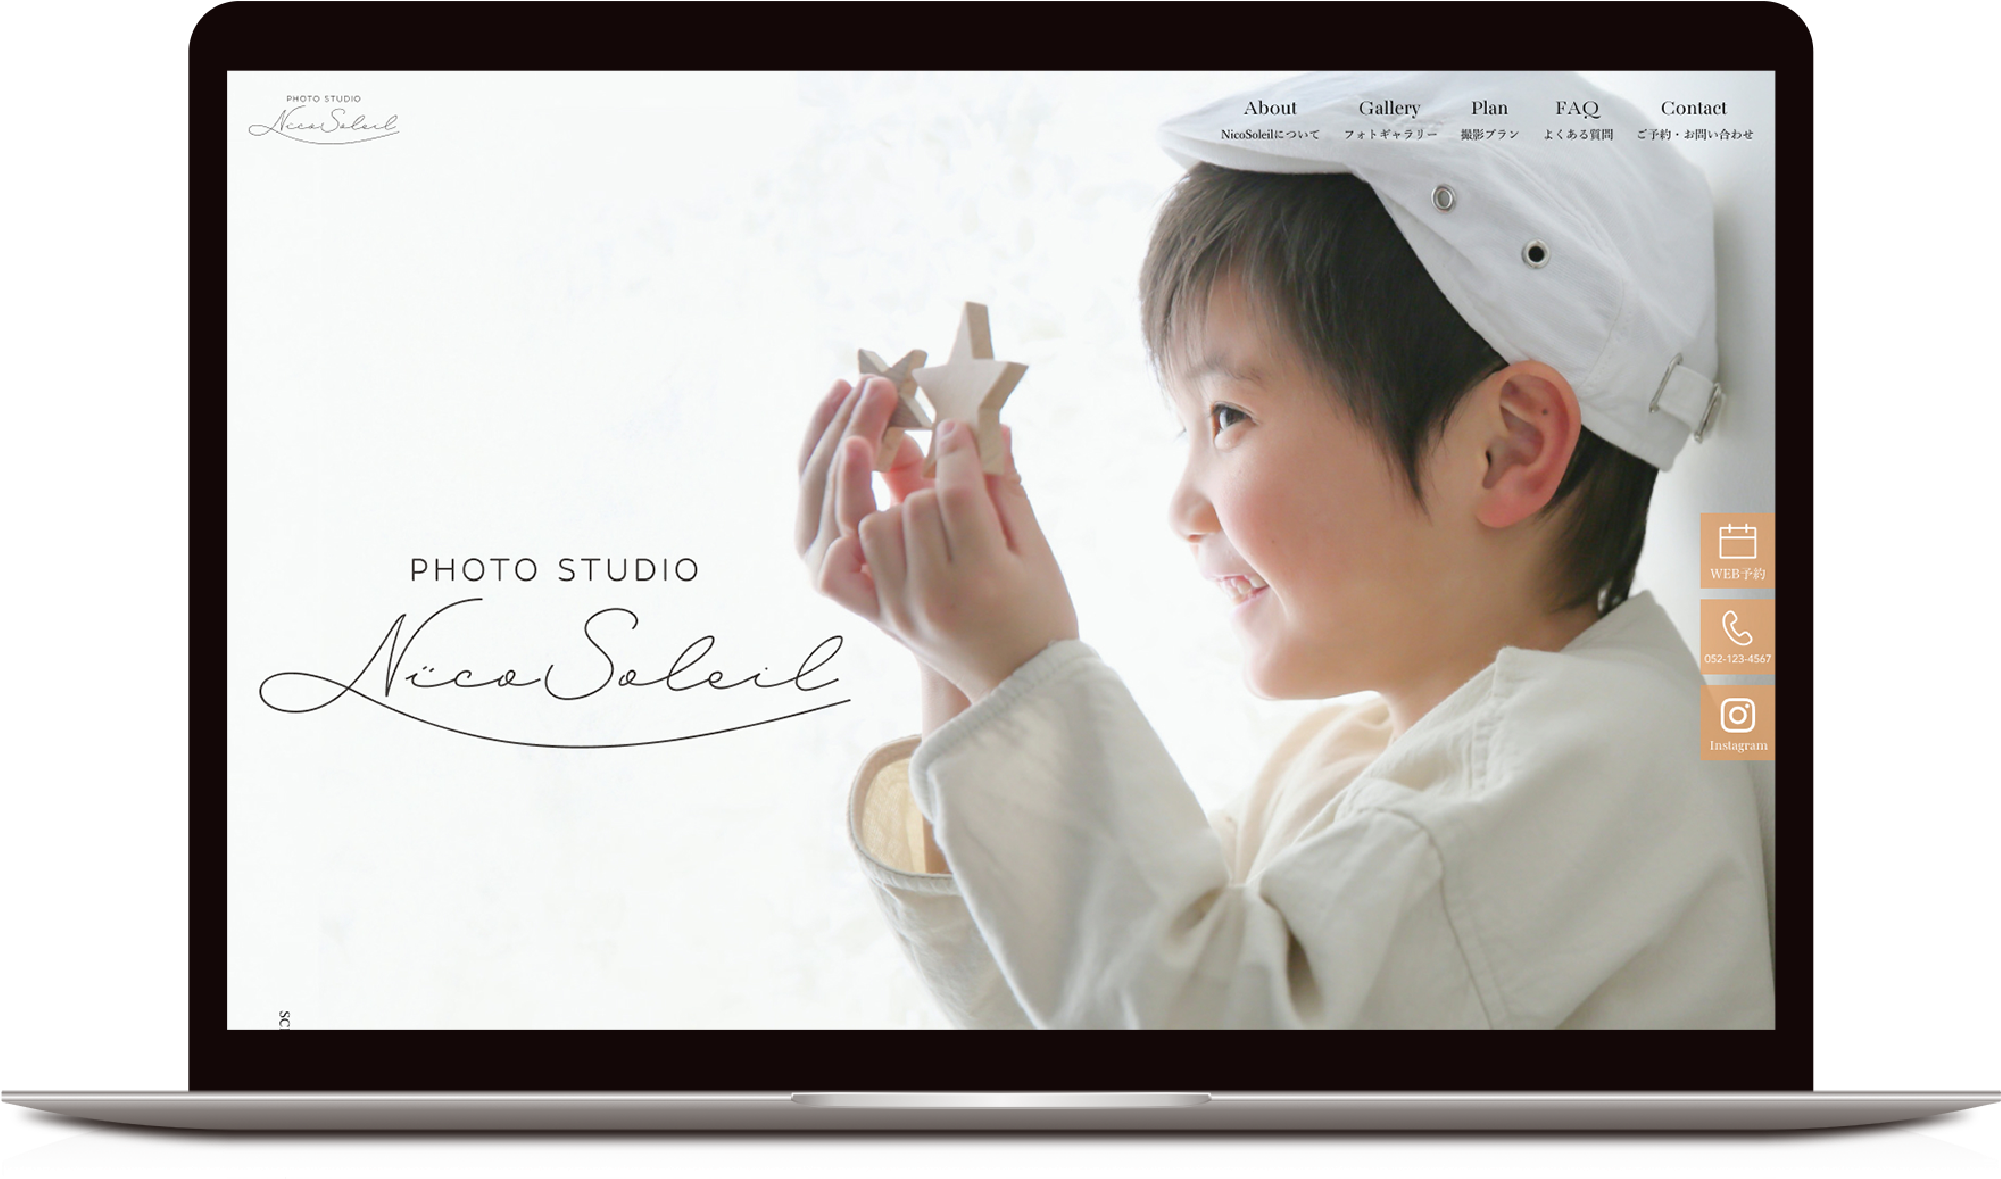 PHOTO STUDIO
NicoSoleil
About
NicoSoleilについて
Gallery
フォトギャラリー
Plan
撮影プラン
FAQ
よくある質問
Contact
ご予約・お問い合わせ
PHOTO STUDIO
NicoSoleil
WEB予約
052-123-4567
Instagram
SC